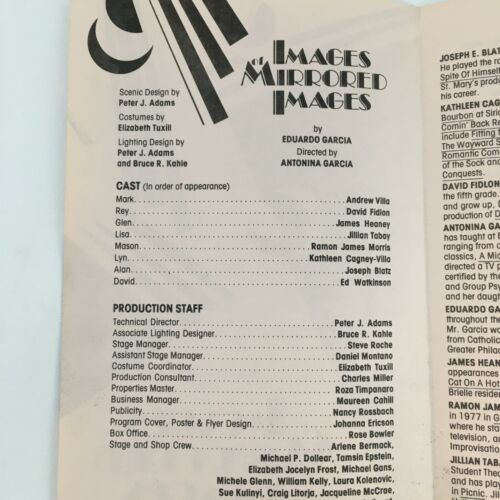 IMAGES
of MIRRORED
IMAGES
by
EDUARDO GARCIA
Directed by
ANTONINA GARCIA
Scenic Design by
Peter J. Adams
Costumes by
Elizabeth Tuxill
Lighting Design by
Peter J. Adams
and Bruce R. Kahle
CAST (In order of appearance)
Mark Andrew Villa
Rey David Fidlon
Glen James Heaney
Lisa Jillian Tabay
Mason Ramon James Morris
Lyn Kathleen Cagney-Villa
Alan Joseph Blatz
David Ed Watkinson
PRODUCTION STAFF
Technical Director Peter J. Adams
Associate Lighting Designer Bruce R. Kahle
Stage Manager Steve Roche
Assistant Stage Manager Daniel Montano
Costume Coordinator Elizabeth Tuxill
Production Consultant Charles Miller
Properties Master Roza Timpanaro
Business Manager Maureen Cahill
Publicity Nancy Rossbach
Program Cover, Poster & Flyer Design Johanna Ericson
Box Office Rose Bowler
Stage and Shop Crew Arlene Bermack,
Michael P. Dollear, Tamsin Epstein,
Elizabeth Jocelyn Frost, Michael Gans,
Michele Glenn, William Kelly, Laura Kolenovic,
Sue Kulinyi, Craig Litorja, Jacqueline McCrae,
JOSEPH E. BLAT
He played the ro
Spite Of Himself
St. Mary's produ
his career.
KATHLEEN CAG
Bourbon at Siric
Comin' Back Re
include Fitting
The Wayward S
Romantic Com
of the Sock and
Conquests.
DAVID FIDLON
the fifth grade.
and grow up, D
production of D
ANTONINA GAR
has taught at B
ranging from c
classics, A Mid
directed a TV p
certified by the
and Group Psy
and her daugh
EDUARDO GAR
throughout the
Mr. Garcia wo
from Catholic
Greater Philad
JAMES HEAN
appearances
Cat On A Hot
Brielle residen
RAMON JAM
in 1977 in G
where he sta
television, a
Improvisatio
JILLIAN TABA
Student The
and has pla
in Picnic, Ji